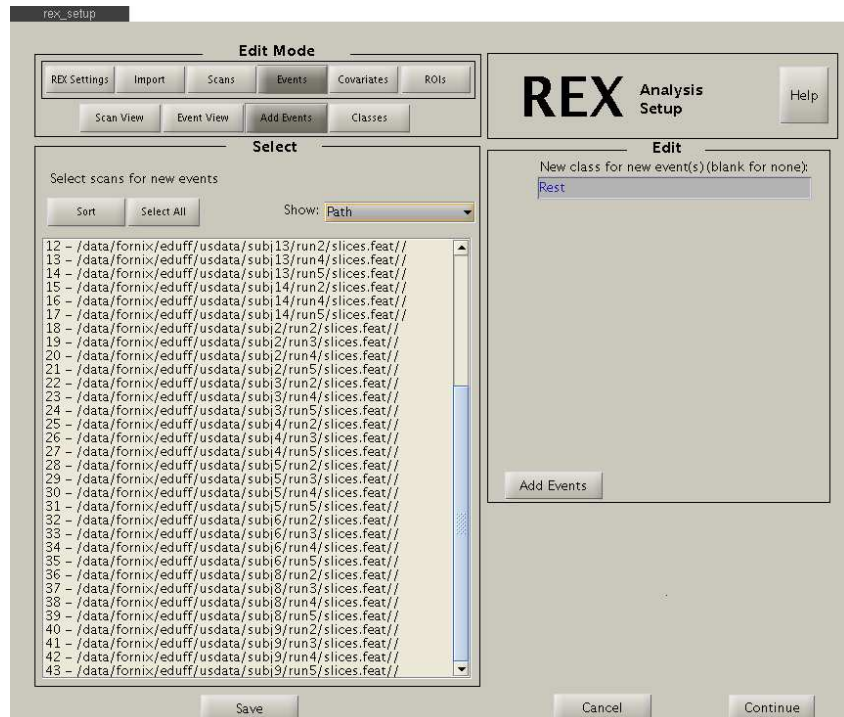 rex_setup
Edit Mode
REX Settings Import Scans Events Covariates ROIs
Scan View Event View Add Events Classes
REX Analysis Setup
Help
Select
Select scans for new events
Sort Select All Show: Path
12 - /data/fornix/eduff/usdata/subj13/run2/slices.feat//
13 - /data/fornix/eduff/usdata/subj13/run4/slices.feat//
14 - /data/fornix/eduff/usdata/subj13/run5/slices.feat//
15 - /data/fornix/eduff/usdata/subj14/run2/slices.feat//
16 - /data/fornix/eduff/usdata/subj14/run4/slices.feat//
17 - /data/fornix/eduff/usdata/subj14/run5/slices.feat//
18 - /data/fornix/eduff/usdata/subj2/run2/slices.feat//
19 - /data/fornix/eduff/usdata/subj2/run3/slices.feat//
20 - /data/fornix/eduff/usdata/subj2/run4/slices.feat//
21 - /data/fornix/eduff/usdata/subj2/run5/slices.feat//
22 - /data/fornix/eduff/usdata/subj3/run2/slices.feat//
23 - /data/fornix/eduff/usdata/subj3/run4/slices.feat//
24 - /data/fornix/eduff/usdata/subj3/run5/slices.feat//
25 - /data/fornix/eduff/usdata/subj4/run2/slices.feat//
26 - /data/fornix/eduff/usdata/subj4/run3/slices.feat//
27 - /data/fornix/eduff/usdata/subj4/run5/slices.feat//
28 - /data/fornix/eduff/usdata/subj5/run2/slices.feat//
29 - /data/fornix/eduff/usdata/subj5/run3/slices.feat//
30 - /data/fornix/eduff/usdata/subj5/run4/slices.feat//
31 - /data/fornix/eduff/usdata/subj5/run5/slices.feat//
32 - /data/fornix/eduff/usdata/subj6/run2/slices.feat//
33 - /data/fornix/eduff/usdata/subj6/run3/slices.feat//
34 - /data/fornix/eduff/usdata/subj6/run4/slices.feat//
35 - /data/fornix/eduff/usdata/subj6/run5/slices.feat//
36 - /data/fornix/eduff/usdata/subj8/run2/slices.feat//
37 - /data/fornix/eduff/usdata/subj8/run3/slices.feat//
38 - /data/fornix/eduff/usdata/subj8/run4/slices.feat//
39 - /data/fornix/eduff/usdata/subj8/run5/slices.feat//
40 - /data/fornix/eduff/usdata/subj9/run2/slices.feat//
41 - /data/fornix/eduff/usdata/subj9/run3/slices.feat//
42 - /data/fornix/eduff/usdata/subj9/run4/slices.feat//
43 - /data/fornix/eduff/usdata/subj9/run5/slices.feat//
Edit
New class for new event(s)(blank for none):
Rest
Add Events
Save Cancel Continue